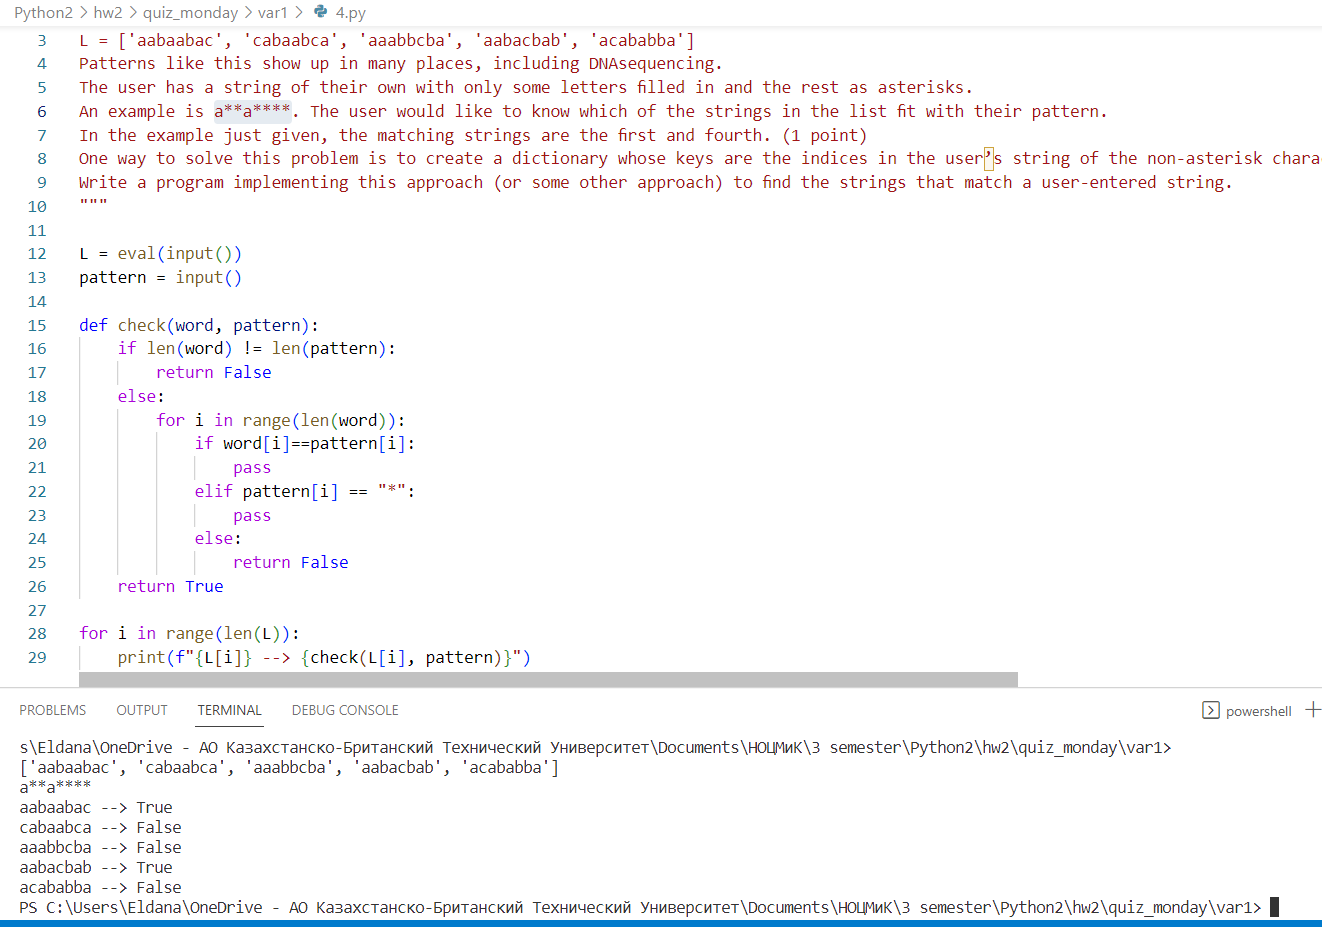 Python2 > hw2 > quiz_monday > var1 > 4.py
3 L = ['aabaabac', 'cabaabca', 'aaabbcba', 'aabacbab', 'acababba']
4 Patterns like this show up in many places, including DNAsequencing.
5 The user has a string of their own with only some letters filled in and the rest as asterisks.
6 An example is a**a****. The user would like to know which of the strings in the list fit with their pattern.
7 In the example just given, the matching strings are the first and fourth. (1 point)
8 One way to solve this problem is to create a dictionary whose keys are the indices in the user’s string of the non-asterisk chara
9 Write a program implementing this approach (or some other approach) to find the strings that match a user-entered string.
10 """
11
12 L = eval(input())
13 pattern = input()
14
15 def check(word, pattern):
16     if len(word) != len(pattern):
17         return False
18     else:
19         for i in range(len(word)):
20             if word[i]==pattern[i]:
21                 pass
22             elif pattern[i] == "*":
23                 pass
24             else:
25                 return False
26     return True
27
28 for i in range(len(L)):
29     print(f"{L[i]} --> {check(L[i], pattern)}")
PROBLEMS OUTPUT TERMINAL DEBUG CONSOLE powershell
s\Eldana\OneDrive - АО Казахстанско-Британский Технический Университет\Documents\НОЦМиК\3 semester\Python2\hw2\quiz_monday\var1>
['aabaabac', 'cabaabca', 'aaabbcba', 'aabacbab', 'acababba']
a**a****
aabaabac --> True
cabaabca --> False
aaabbcba --> False
aabacbab --> True
acababba --> False
PS C:\Users\Eldana\OneDrive - АО Казахстанско-Британский Технический Университет\Documents\НОЦМиК\3 semester\Python2\hw2\quiz_monday\var1>